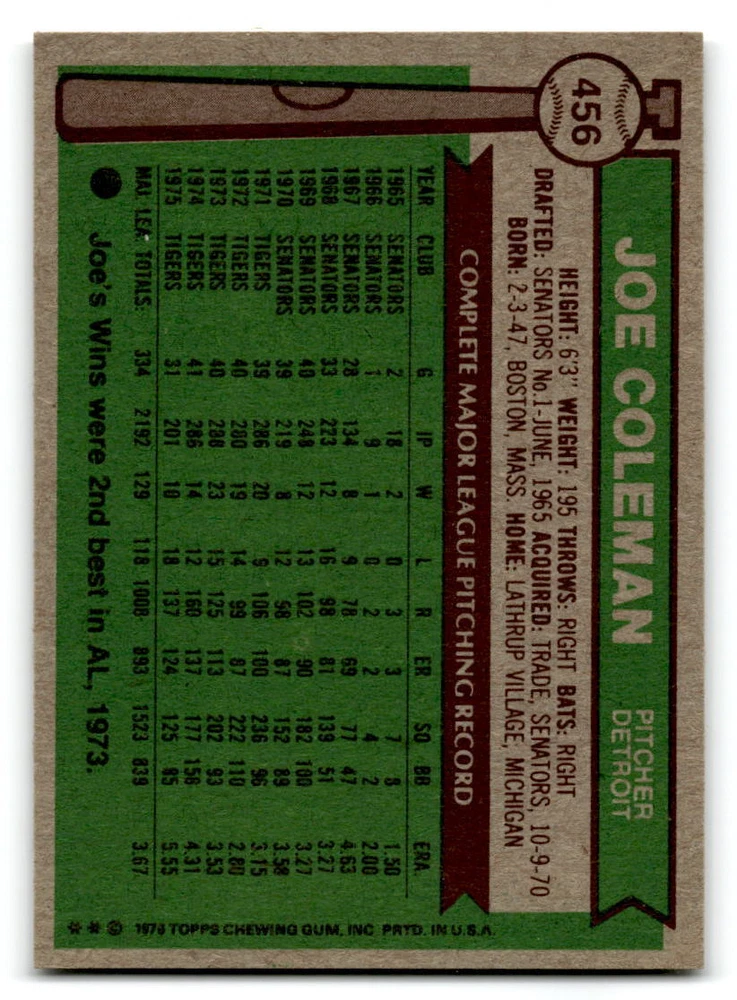 456
JOE COLEMAN
PITCHER
DETROIT
HEIGHT: 6'3" WEIGHT: 195 THROWS: RIGHT BATS: RIGHT
DRAFTED: SENATORS No.1-JUNE, 1965 ACQUIRED: TRADE, SENATORS, 10-9-70
BORN: 2-3-47, BOSTON, MASS. HOME: LATHRUP VILLAGE, MICHIGAN
COMPLETE MAJOR LEAGUE PITCHING RECORD
YEAR CLUB G IP W L R ER SO BB ERA
1965 SENATORS 2 18 2 0 3 3 7 8 1.50
1966 SENATORS 1 9 1 0 2 2 4 2 2.00
1967 SENATORS 28 134 8 9 78 69 77 47 4.63
1968 SENATORS 33 223 12 16 98 81 139 51 3.27
1969 SENATORS 40 248 12 13 102 90 182 100 3.27
1970 SENATORS 39 219 8 12 98 87 152 89 3.58
1971 TIGERS 39 286 20 9 106 100 236 96 3.15
1972 TIGERS 40 280 19 14 99 87 222 110 2.80
1973 TIGERS 40 288 23 15 125 113 202 93 3.53
1974 TIGERS 41 286 14 12 160 137 177 158 4.31
1975 TIGERS 31 201 10 18 137 124 125 85 5.55
MAJ. LEA. TOTALS: 334 2192 129 118 1008 893 1523 839 3.67
Joe's Wins were 2nd best in AL, 1973.
* * © 1976 TOPPS CHEWING GUM, INC. PRTD. IN U.S.A.